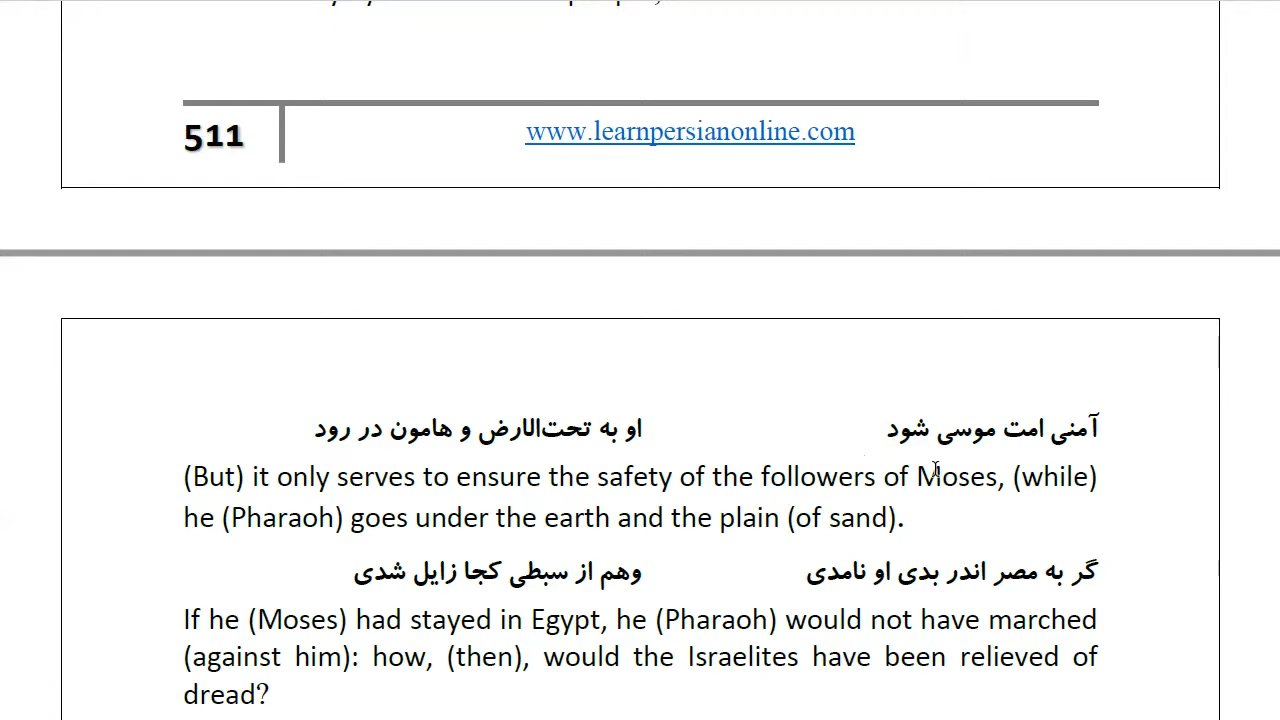 511
www.learnpersianonline.com
آمنی امت موسی شود او به تحت‌الارض و هامون در رود
(But) it only serves to ensure the safety of the followers of Moses, (while)
he (Pharaoh) goes under the earth and the plain (of sand).
گر به مصر اندر بدی او نامدی وهم از سبطی کجا زایل شدی
If he (Moses) had stayed in Egypt, he (Pharaoh) would not have marched
(against him): how, (then), would the Israelites have been relieved of
dread?